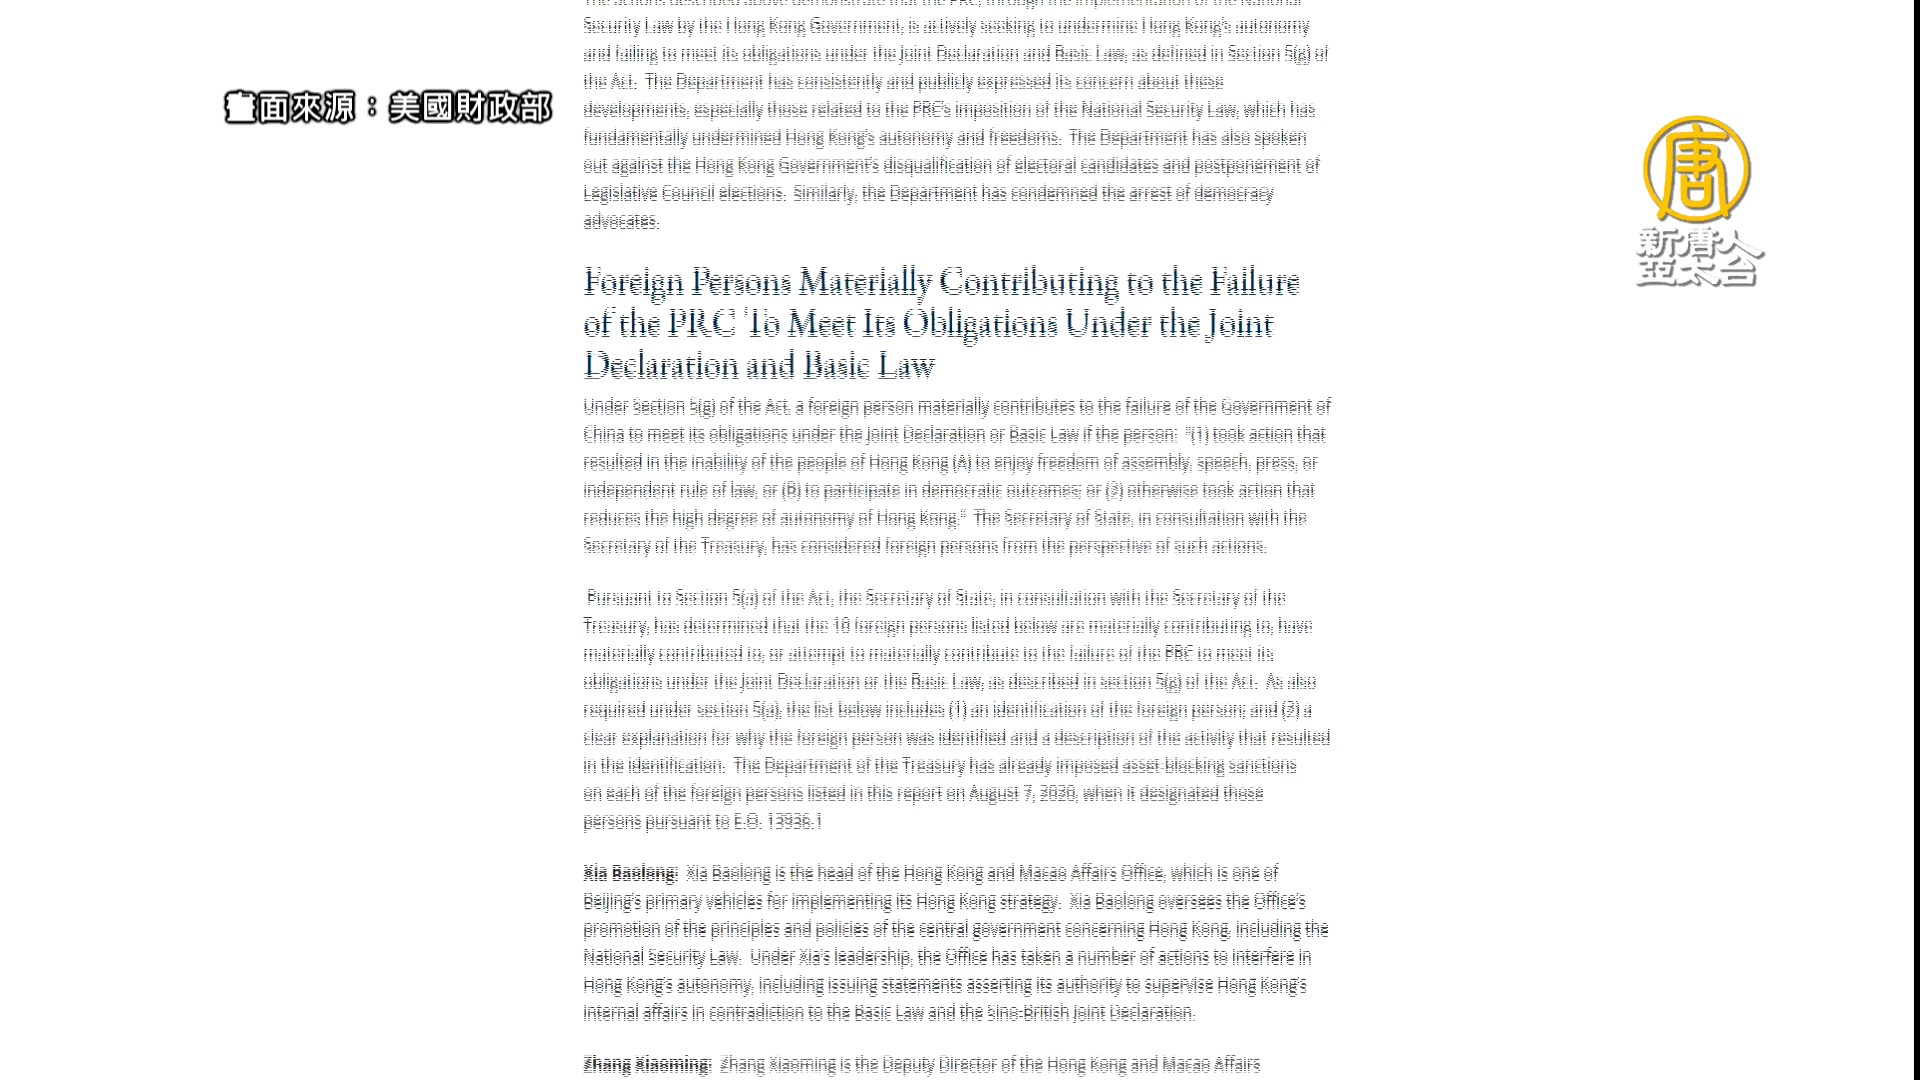 The actions described above demonstrate that the PRC, through the implementation of the National
Security Law by the Hong Kong Government, is actively seeking to undermine Hong Kong's autonomy
and failing to meet its obligations under the Joint Declaration and Basic Law, as defined in Section 5(g) of
the Act.  The Department has consistently and publicly expressed its concern about these
developments, especially those related to the PRC's imposition of the National Security Law, which has
fundamentally undermined Hong Kong's autonomy and freedoms.  The Department has also spoken
out against the Hong Kong Government's disqualification of electoral candidates and postponement of
Legislative Council elections.  Similarly, the Department has condemned the arrest of democracy
advocates.
畫面來源：美國財政部
唐
新唐人
亞太台
Foreign Persons Materially Contributing to the Failure
of the PRC To Meet Its Obligations Under the Joint
Declaration and Basic Law
Under Section 5(g) of the Act, a foreign person materially contributes to the failure of the Government of
China to meet its obligations under the Joint Declaration or Basic Law if the person:  "(1) took action that
resulted in the inability of the people of Hong Kong (A) to enjoy freedom of assembly, speech, press, or
independent rule of law, or (B) to participate in democratic outcomes; or (2) otherwise took action that
reduces the high degree of autonomy of Hong Kong."  The Secretary of State, in consultation with the
Secretary of the Treasury, has considered foreign persons from the perspective of such actions.
Pursuant to Section 5(a) of the Act, the Secretary of State, in consultation with the Secretary of the
Treasury, has determined that the 10 foreign persons listed below are materially contributing to, have
materially contributed to, or attempt to materially contribute to the failure of the PRC to meet its
obligations under the Joint Declaration or the Basic Law, as described in section 5(g) of the Act.  As also
required under section 5(a), the list below includes (1) an identification of the foreign person; and (2) a
clear explanation for why the foreign person was identified and a description of the activity that resulted
in the identification.  The Department of the Treasury has already imposed asset-blocking sanctions
on each of the foreign persons listed in this report on August 7, 2020, when it designated those
persons pursuant to E.O. 13936.1
Xia Baolong:  Xia Baolong is the head of the Hong Kong and Macao Affairs Office, which is one of
Beijing's primary vehicles for implementing its Hong Kong strategy.  Xia Baolong oversees the Office's
promotion of the principles and policies of the central government concerning Hong Kong, including the
National Security Law.  Under Xia's leadership, the Office has taken a number of actions to interfere in
Hong Kong's autonomy, including issuing statements asserting its authority to supervise Hong Kong's
internal affairs in contradiction to the Basic Law and the Sino-British Joint Declaration.
Zhang Xiaoming:  Zhang Xiaoming is the Deputy Director of the Hong Kong and Macao Affairs